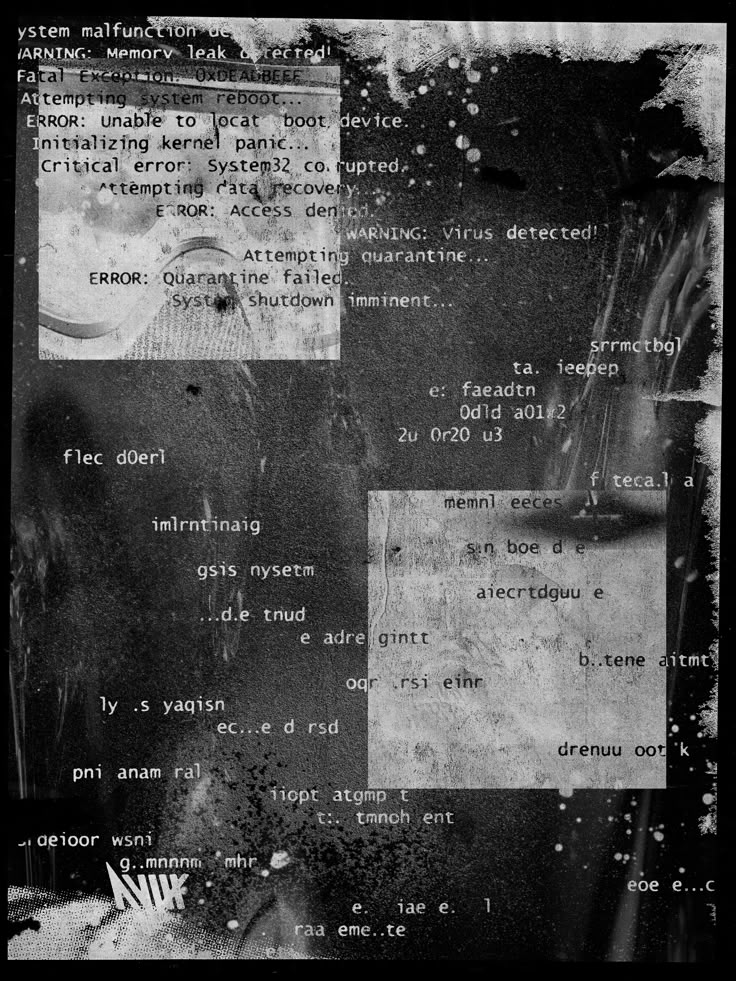 ystem malfunction de
WARNING: Memory leak detected!
Fatal Exception: 0xDEADBEEF
Attempting system reboot...
ERROR: Unable to locat boot device.
Initializing kernel panic...
Critical error: System32 corrupted.
Attempting data recovery...
ERROR: Access denied.
WARNING: Virus detected!
Attempting quarantine...
ERROR: Quarantine failed.
System shutdown imminent...
srrmctbgl
ta. ieepep
e: faeadtn
0dld a01x2
2u 0r20 u3
flec d0erl
f teca.l a
memnl eeces
imlrntinaig
s n boe d e
gsis nysetm
aiecrtdguu e
...d.e tnud
e adre gintt
b..tene aitmt
oqr .rsi einr
ly .s yaqisn
ec...e d rsd
drenuu oot k
pni anam ral
iiopt atgmp t
t:. tmnoh ent
deioor wsni
g..mnnnm mhr
eoe e...c
e. iae e. l
. raa eme..te